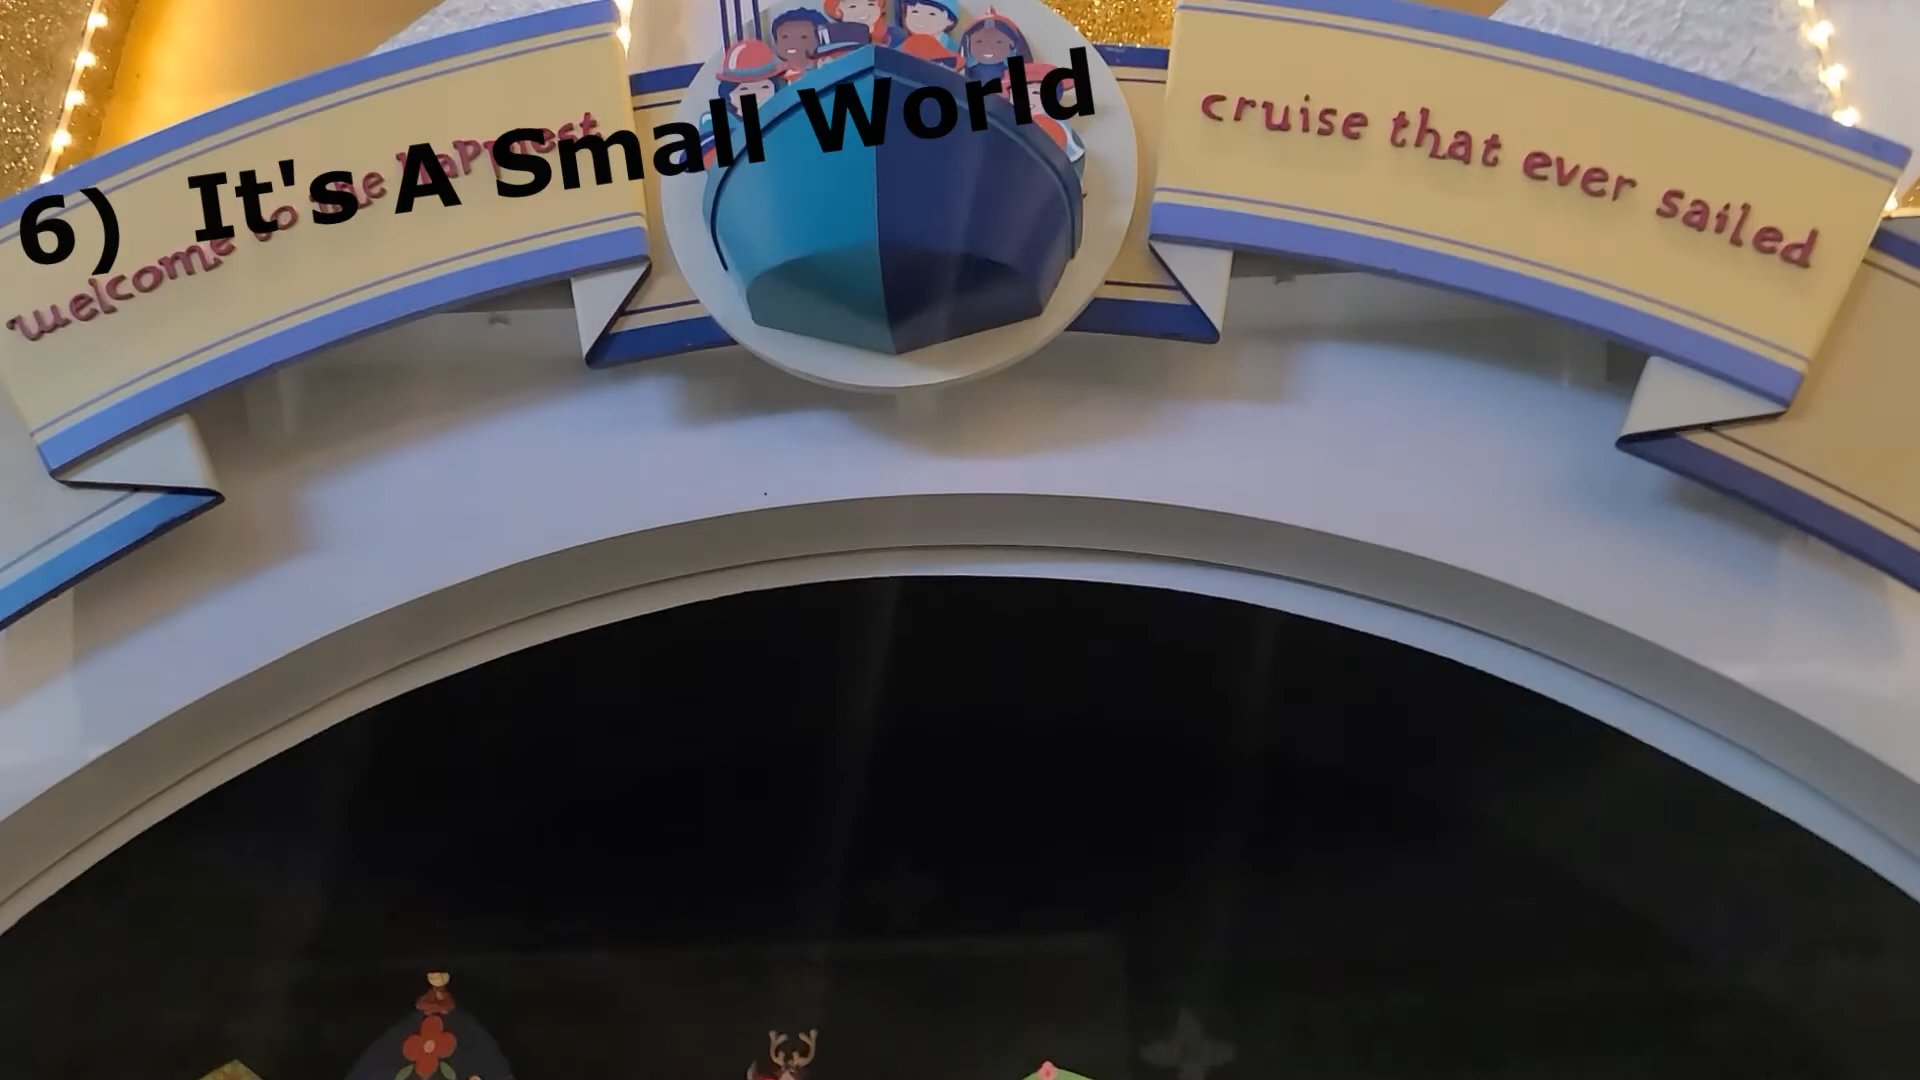 6) It's A Small World
welcome to the happiest
cruise that ever sailed